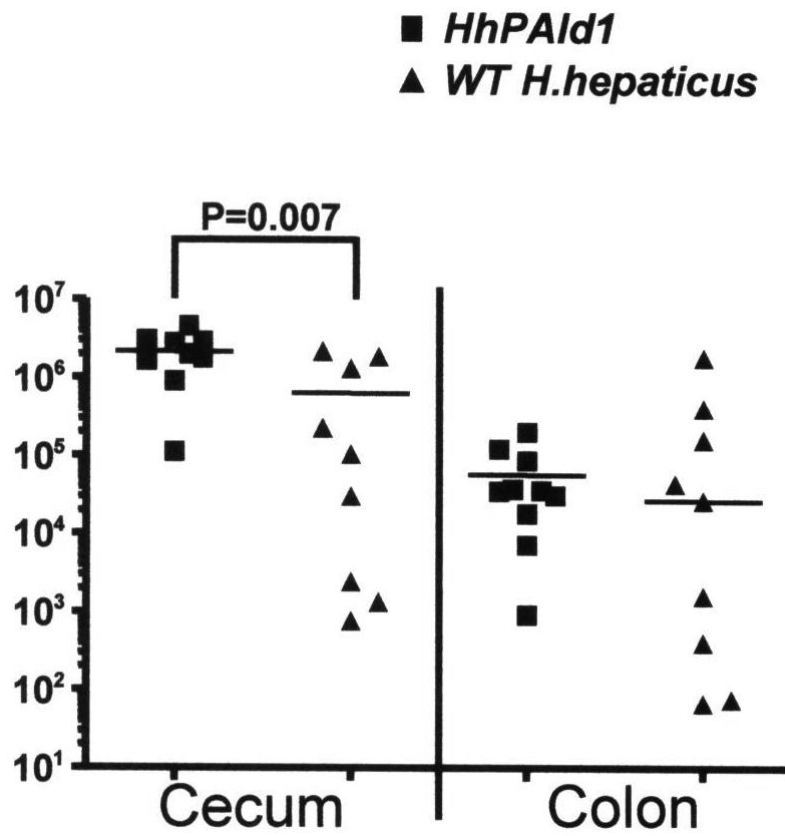 HhPAld1
WT H.hepaticus
P=0.007
10⁷
10⁶
10⁵
10⁴
10³
10²
10¹
Cecum
Colon